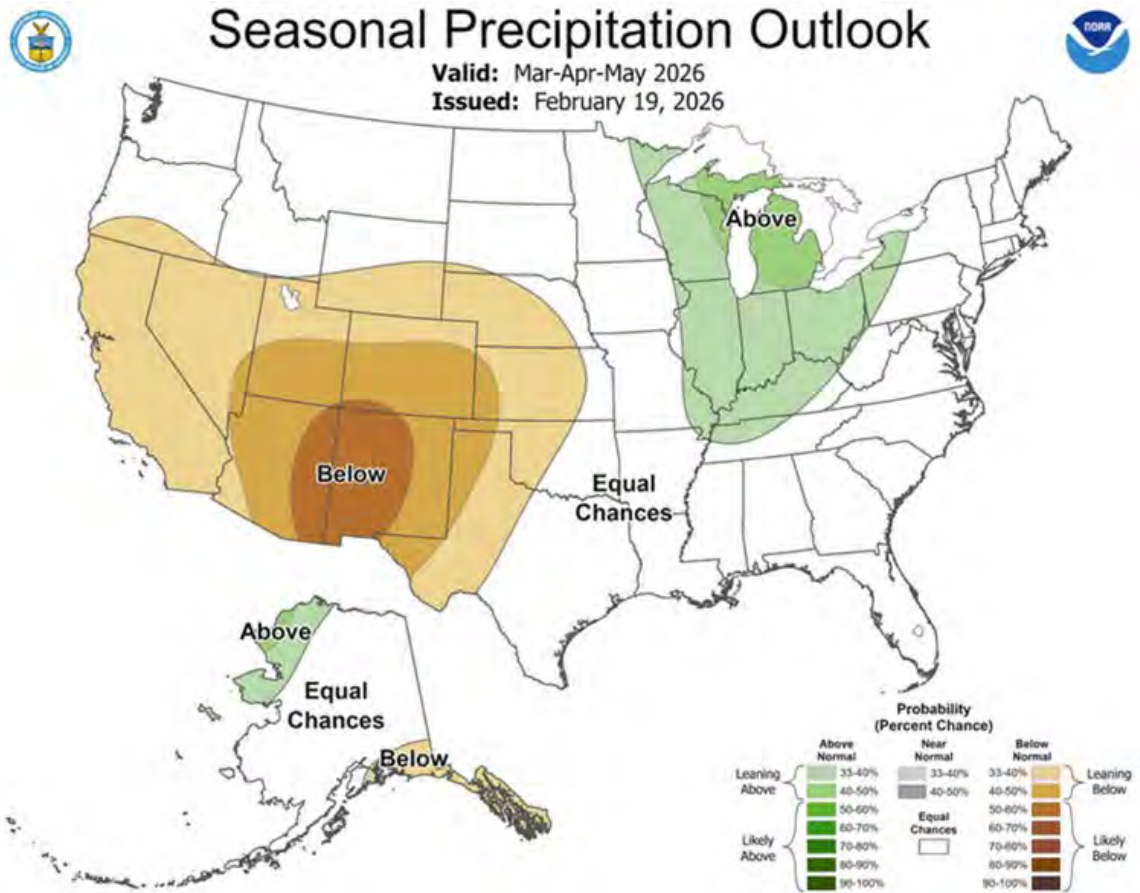 Seasonal Precipitation Outlook
NOAA
Valid: Mar-Apr-May 2026
Issued: February 19, 2026
Above
Below
Equal
Chances
Above
Equal
Chances
Below
Probability
(Percent Chance)
Above
Normal
Near
Normal
Below
Normal
Leaning
Above
33-40%
40-50%
50-60%
60-70%
70-80%
80-90%
90-100%
Likely
Above
33-40%
40-50%
Equal
Chances
33-40%
40-50%
50-60%
60-70%
70-80%
80-90%
90-100%
Leaning
Below
Likely
Below